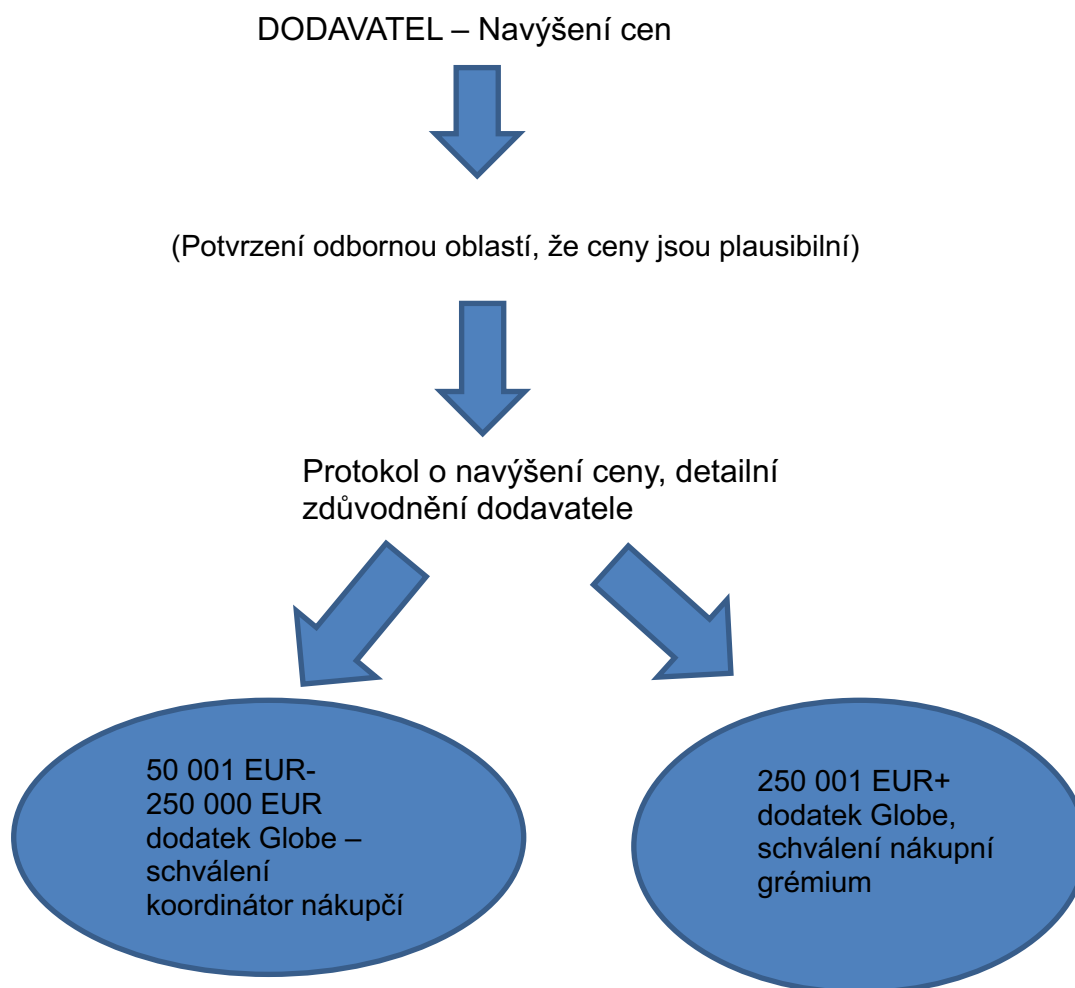 DODAVATEL – Navýšení cen
(Potvrzení odbornou oblastí, že ceny jsou plausibilní)
Protokol o navýšení ceny, detailní
zdůvodnění dodavatele
50 001 EUR-
250 000 EUR
dodatek Globe –
schválení
koordinátor nákupčí
250 001 EUR+
dodatek Globe,
schválení nákupní
grémium